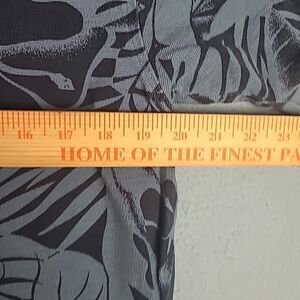 16 17 18 19 20 21 22 23
HOME OF THE FINEST PA